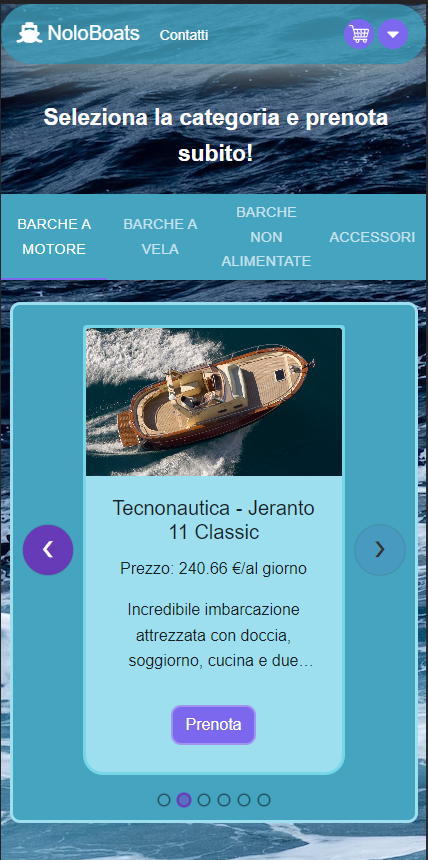 NoloBoats
Contatti
Seleziona la categoria e prenota
subito!
BARCHE A
MOTORE
BARCHE A
VELA
BARCHE
NON
ALIMENTATE
ACCESSORI
Tecnonautica - Jeranto
11 Classic
Prezzo: 240.66 €/al giorno
Incredibile imbarcazione
attrezzata con doccia,
soggiorno, cucina e due…
Prenota